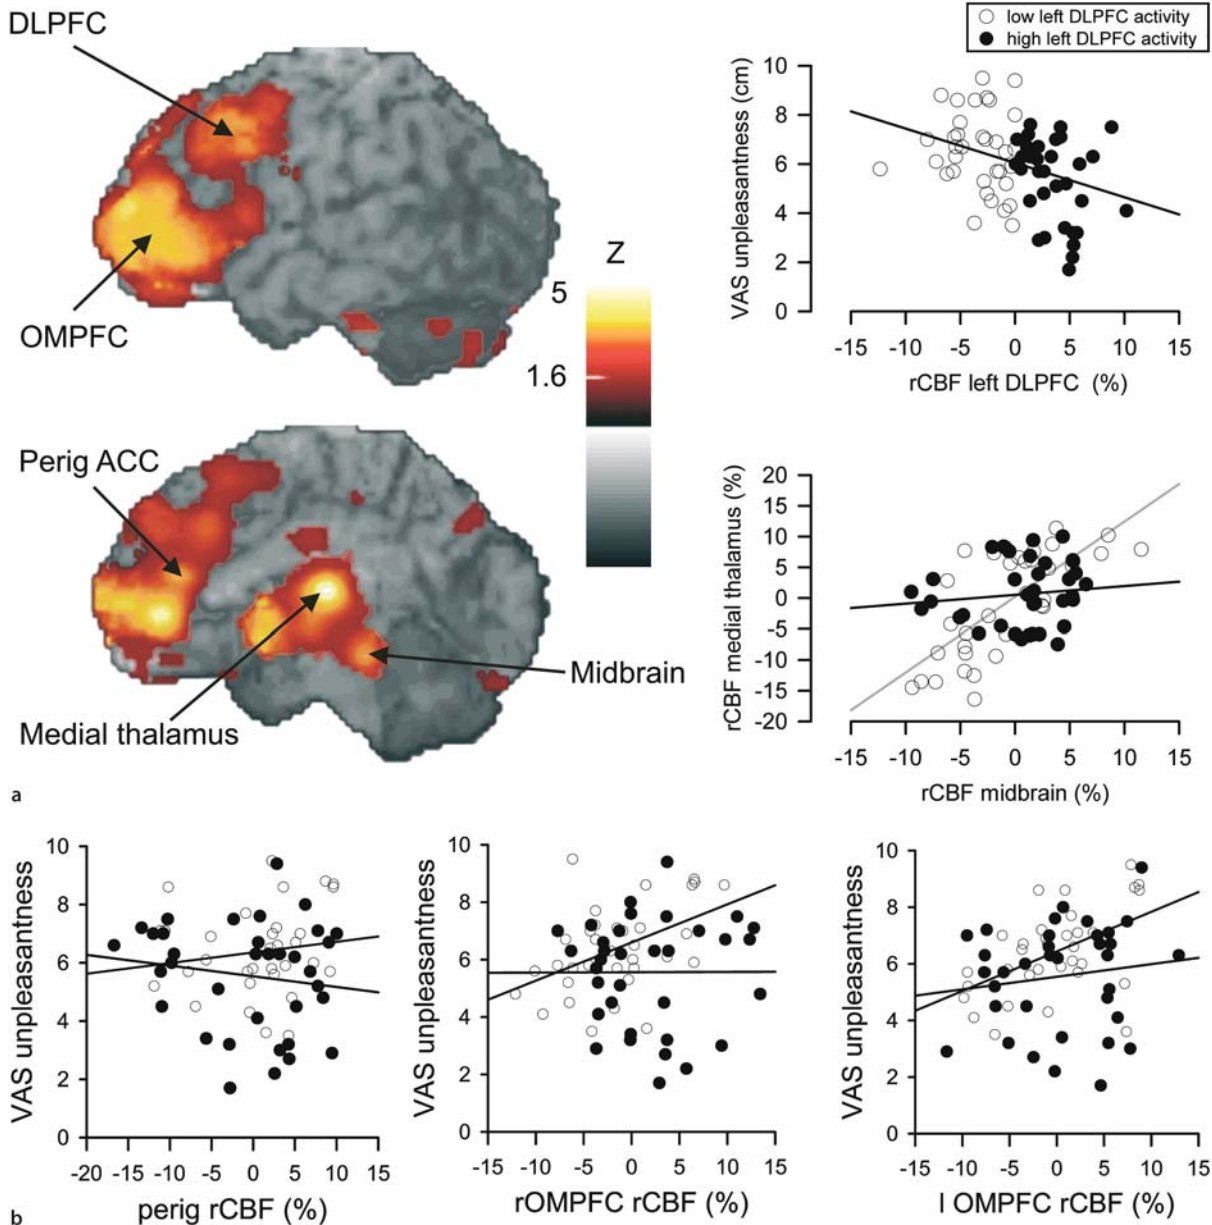 DLPFC
OMPFC
Z
5
1.6
Perig ACC
Medial thalamus
Midbrain
a
low left DLPFC activity
high left DLPFC activity
VAS unpleasantness (cm)
10
8
6
4
2
0
-15 -10 -5 0 5 10 15
rCBF left DLPFC (%)
rCBF medial thalamus (%)
20
15
10
5
0
-5
-10
-15
-20
-15 -10 -5 0 5 10 15
rCBF midbrain (%)
VAS unpleasantness
10
8
6
4
2
0
-20 -15 -10 -5 0 5 10 15
perig rCBF (%)
VAS unpleasantness
10
8
6
4
2
0
-15 -10 -5 0 5 10 15
rOMPFC rCBF (%)
VAS unpleasantness
10
8
6
4
2
0
-15 -10 -5 0 5 10 15
l OMPFC rCBF (%)
b